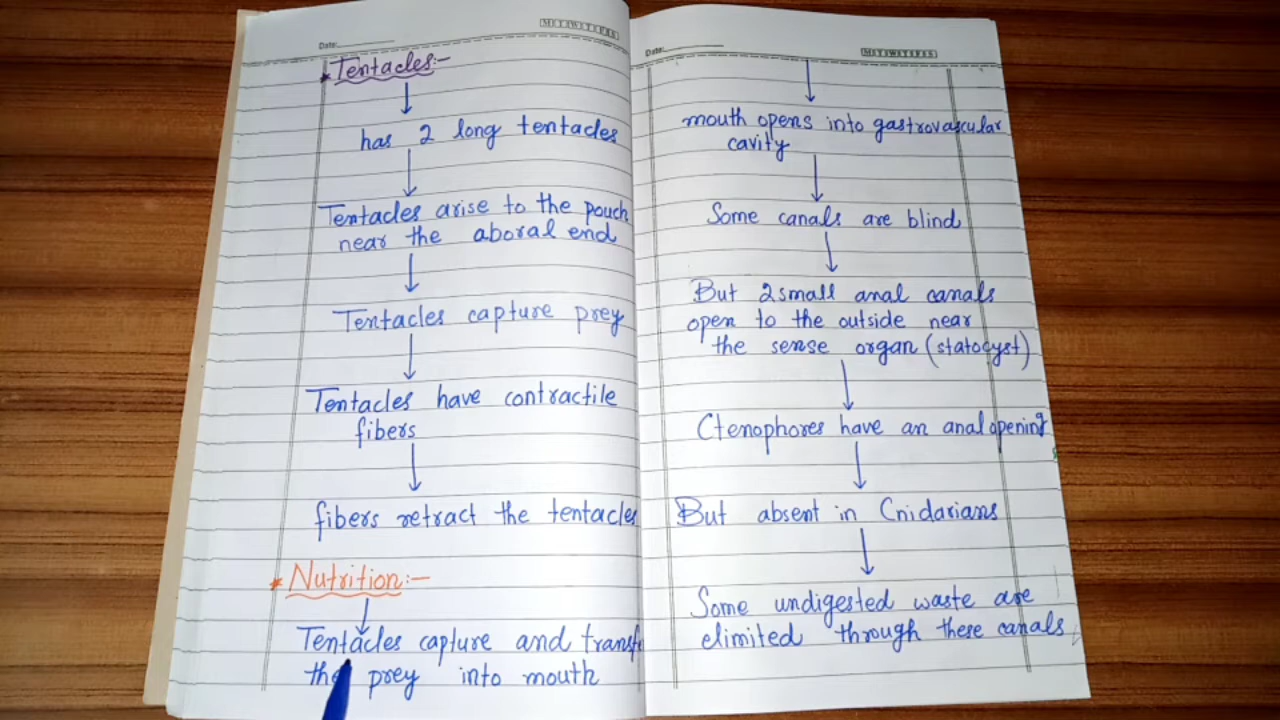 Date:
* Tentacles:-
has 2 long tentacles
Tentacles arise to the pouch
near the aboral end
Tentacles capture prey
Tentacles have contractile
fibers
fibers retract the tentacles
* Nutrition:-
Tentacles capture and transf
the prey into mouth
Date:
mouth opens into gastrovascular
cavity
Some canals are blind
But 2 small anal canals
open to the outside near
the sense organ (statocyst)
Ctenophores have an anal opening
But absent in Cnidarians
Some undigested waste are
elimited through these canals